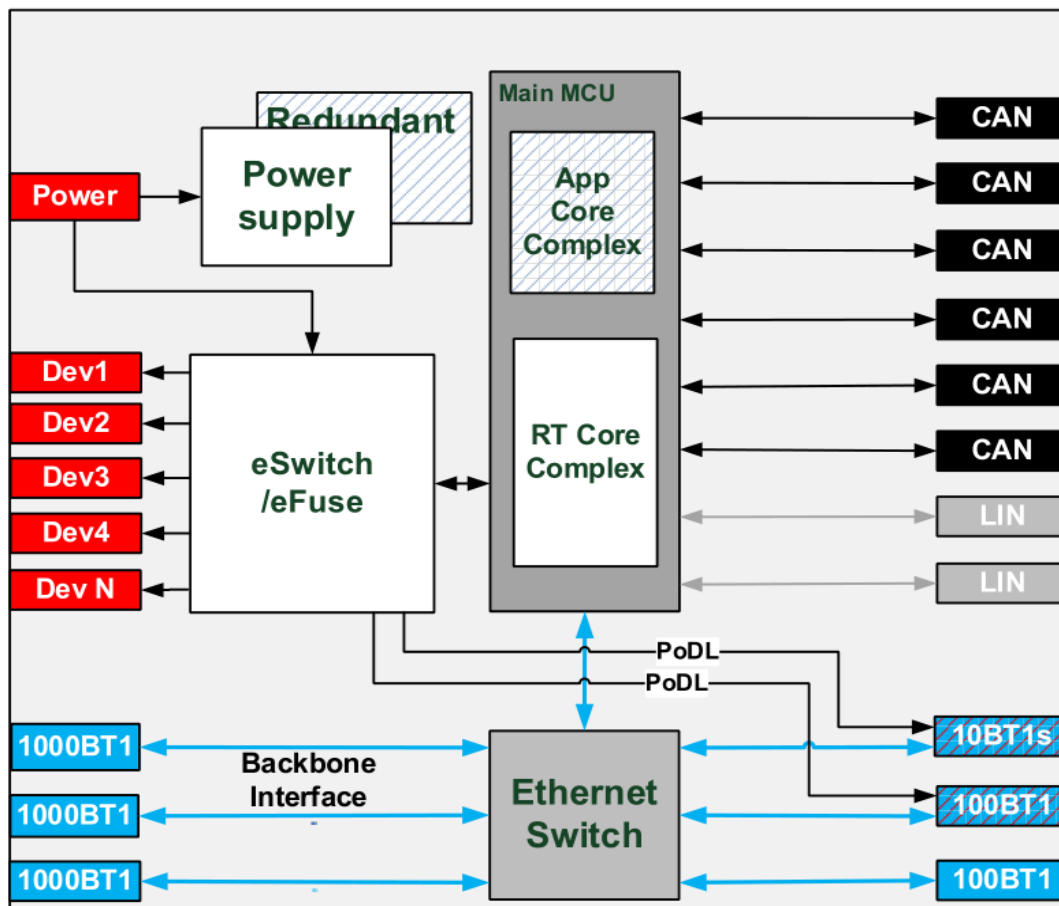 Main MCU
CAN
Redundant
App
Core
Complex
Power
supply
Power
CAN
CAN
CAN
Dev1
CAN
Dev2
RT Core
Complex
CAN
eSwitch
/eFuse
Dev3
LIN
Dev4
Dev N
LIN
PoDL
PoDL
1000BT1
10BT1s
Backbone
Interface
Ethernet
Switch
1000BT1
100BT1
1000BT1
100BT1